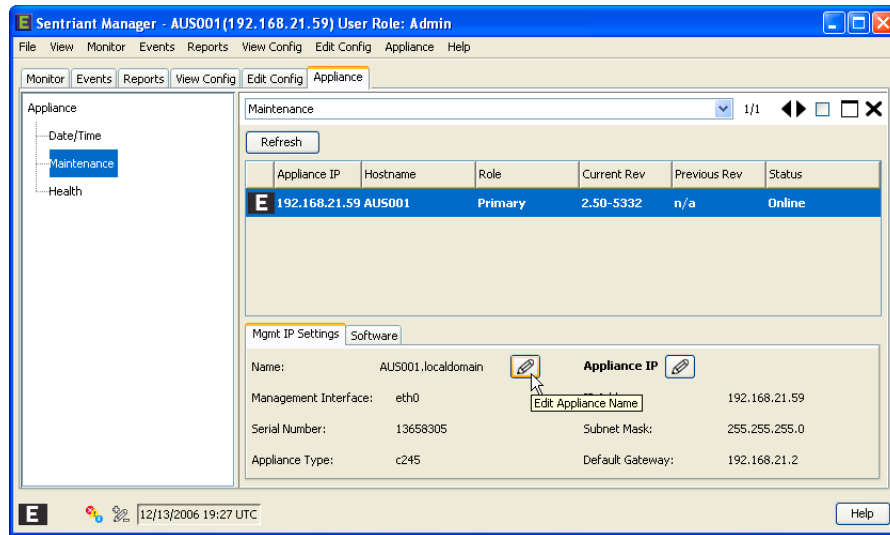 E Sentriant Manager - AUS001(192.168.21.59) User Role: Admin
File View Monitor Events Reports View Config Edit Config Appliance Help
Monitor Events Reports View Config Edit Config Appliance
Appliance
Date/Time
Maintenance
Health
Maintenance 1/1
Refresh
Appliance IP Hostname Role Current Rev Previous Rev Status
E 192.168.21.59 AUS001 Primary 2.50-5332 n/a Online
Mgmt IP Settings Software
Name: AUS001.localdomain Appliance IP
Management Interface: eth0 192.168.21.59
Edit Appliance Name
Serial Number: 13658305 Subnet Mask: 255.255.255.0
Appliance Type: c245 Default Gateway: 192.168.21.2
E 12/13/2006 19:27 UTC Help